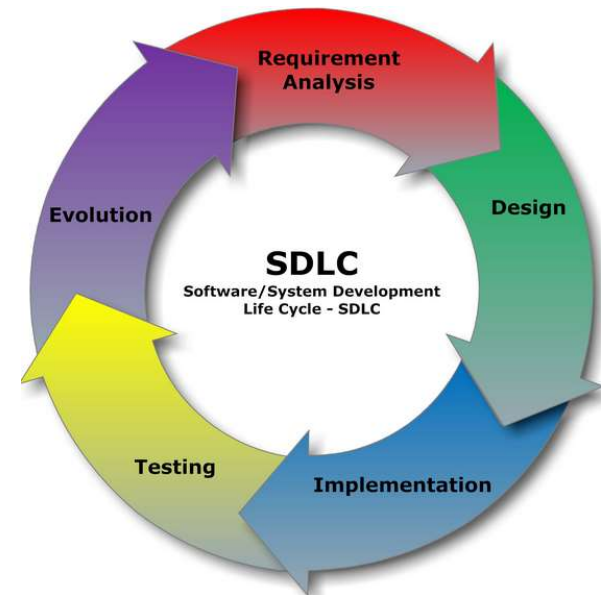 Requirement
Analysis
Design
Evolution
SDLC
Software/System Development
Life Cycle - SDLC
Testing
Implementation